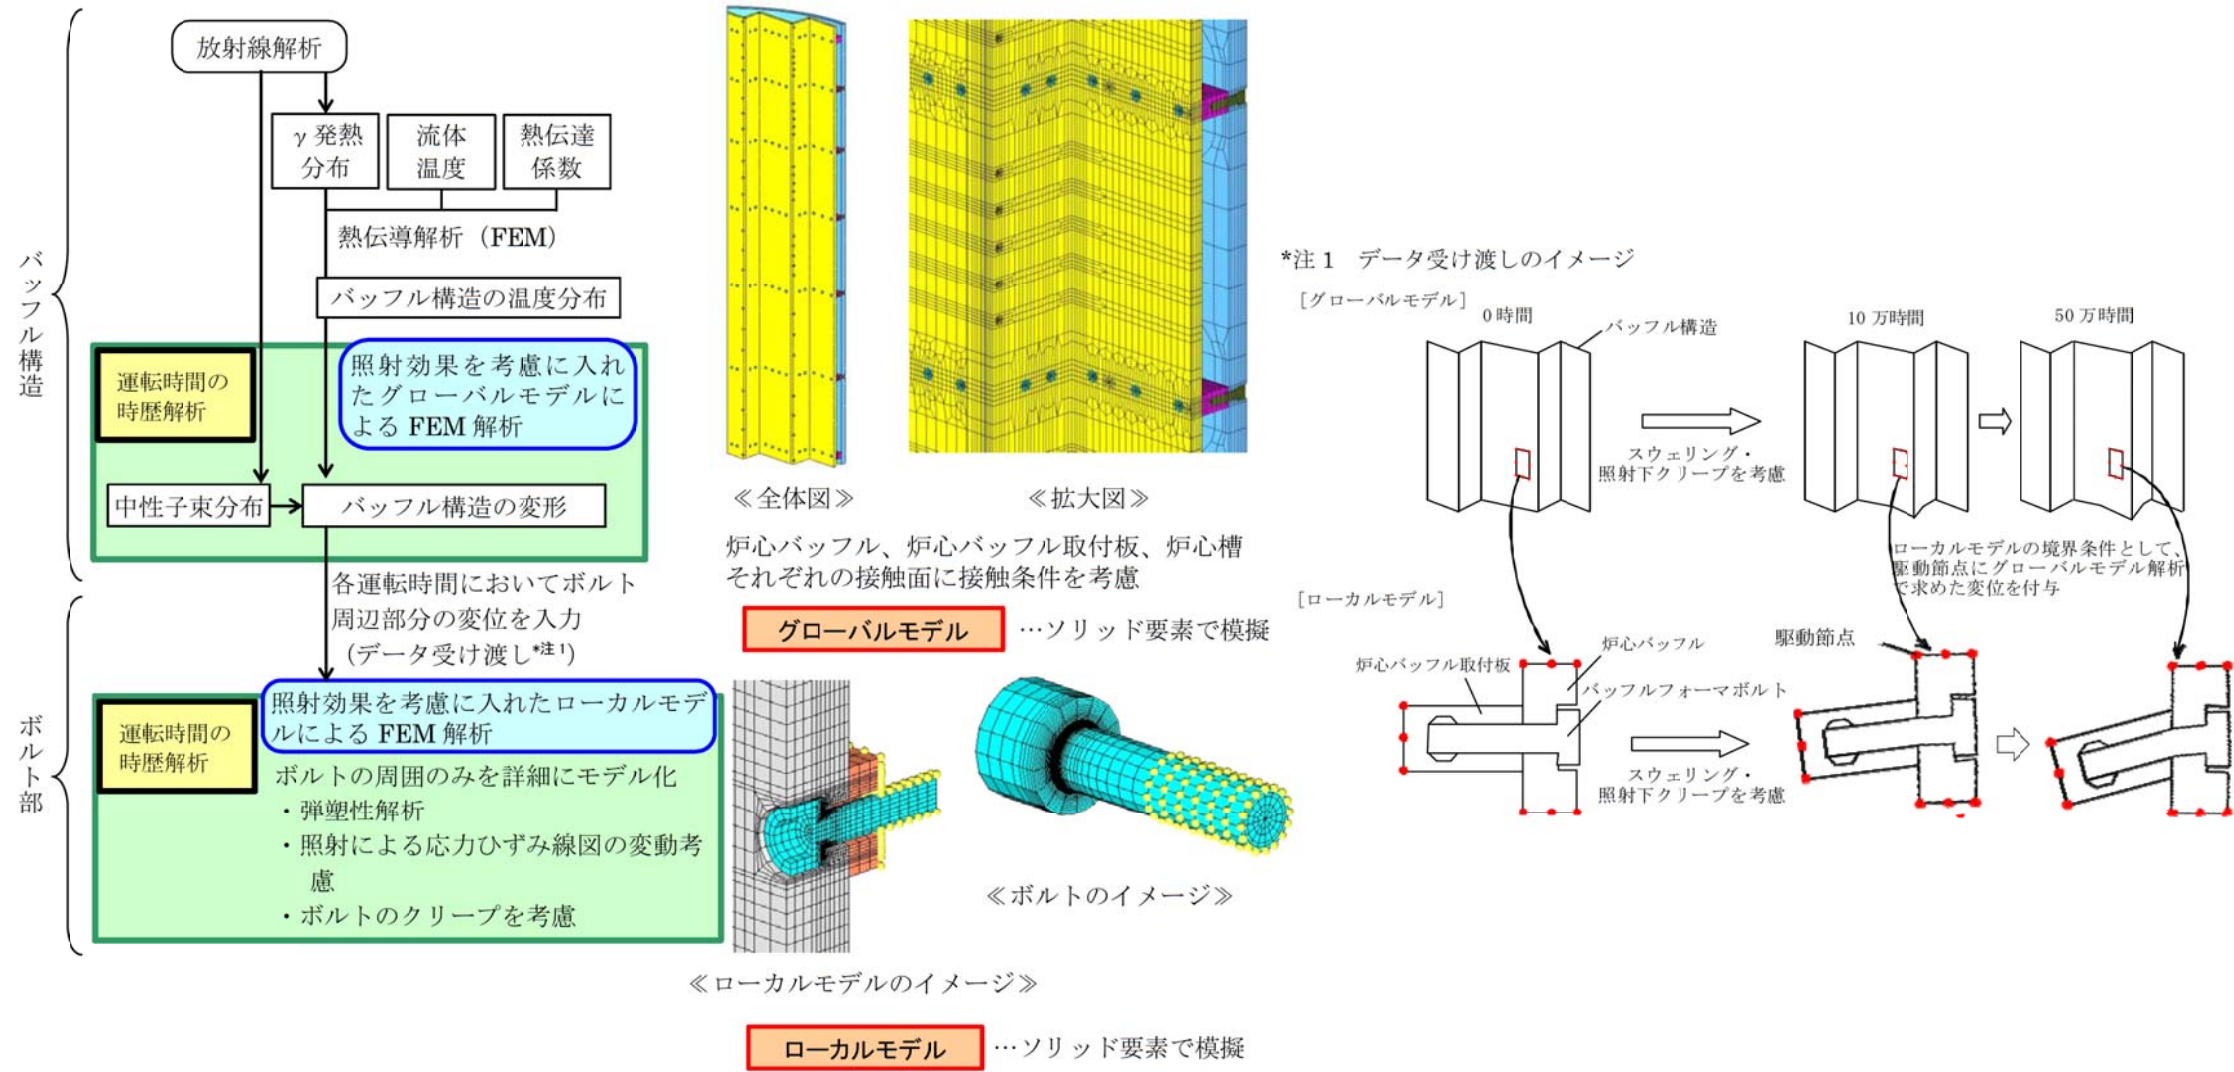 バッフル構造
放射線解析
γ発熱
分布
流体
温度
熱伝達
係数
熱伝導解析（FEM）
バッフル構造の温度分布
運転時間の
時歴解析
照射効果を考慮に入れ
たグローバルモデルに
よる FEM 解析
中性子束分布
バッフル構造の変形
各運転時間においてボルト
周辺部分の変位を入力
（データ受け渡し*注1）
ボルト部
運転時間の
時歴解析
照射効果を考慮に入れたローカルモデ
ルによる FEM 解析
ボルトの周囲のみを詳細にモデル化
・弾塑性解析
・照射による応力ひずみ線図の変動考
慮
・ボルトのクリープを考慮
≪全体図≫
≪拡大図≫
炉心バッフル、炉心バッフル取付板、炉心槽
それぞれの接触面に接触条件を考慮
グローバルモデル
…ソリッド要素で模擬
≪ボルトのイメージ≫
≪ローカルモデルのイメージ≫
ローカルモデル
…ソリッド要素で模擬
*注1 データ受け渡しのイメージ
［グローバルモデル］
0時間
バッフル構造
10万時間
50万時間
スウェリング・
照射下クリープを考慮
ローカルモデルの境界条件として、
駆動節点にグローバルモデル解析
で求めた変位を付与
［ローカルモデル］
炉心バッフル取付板
炉心バッフル
バッフルフォーマボルト
駆動節点
スウェリング・
照射下クリープを考慮